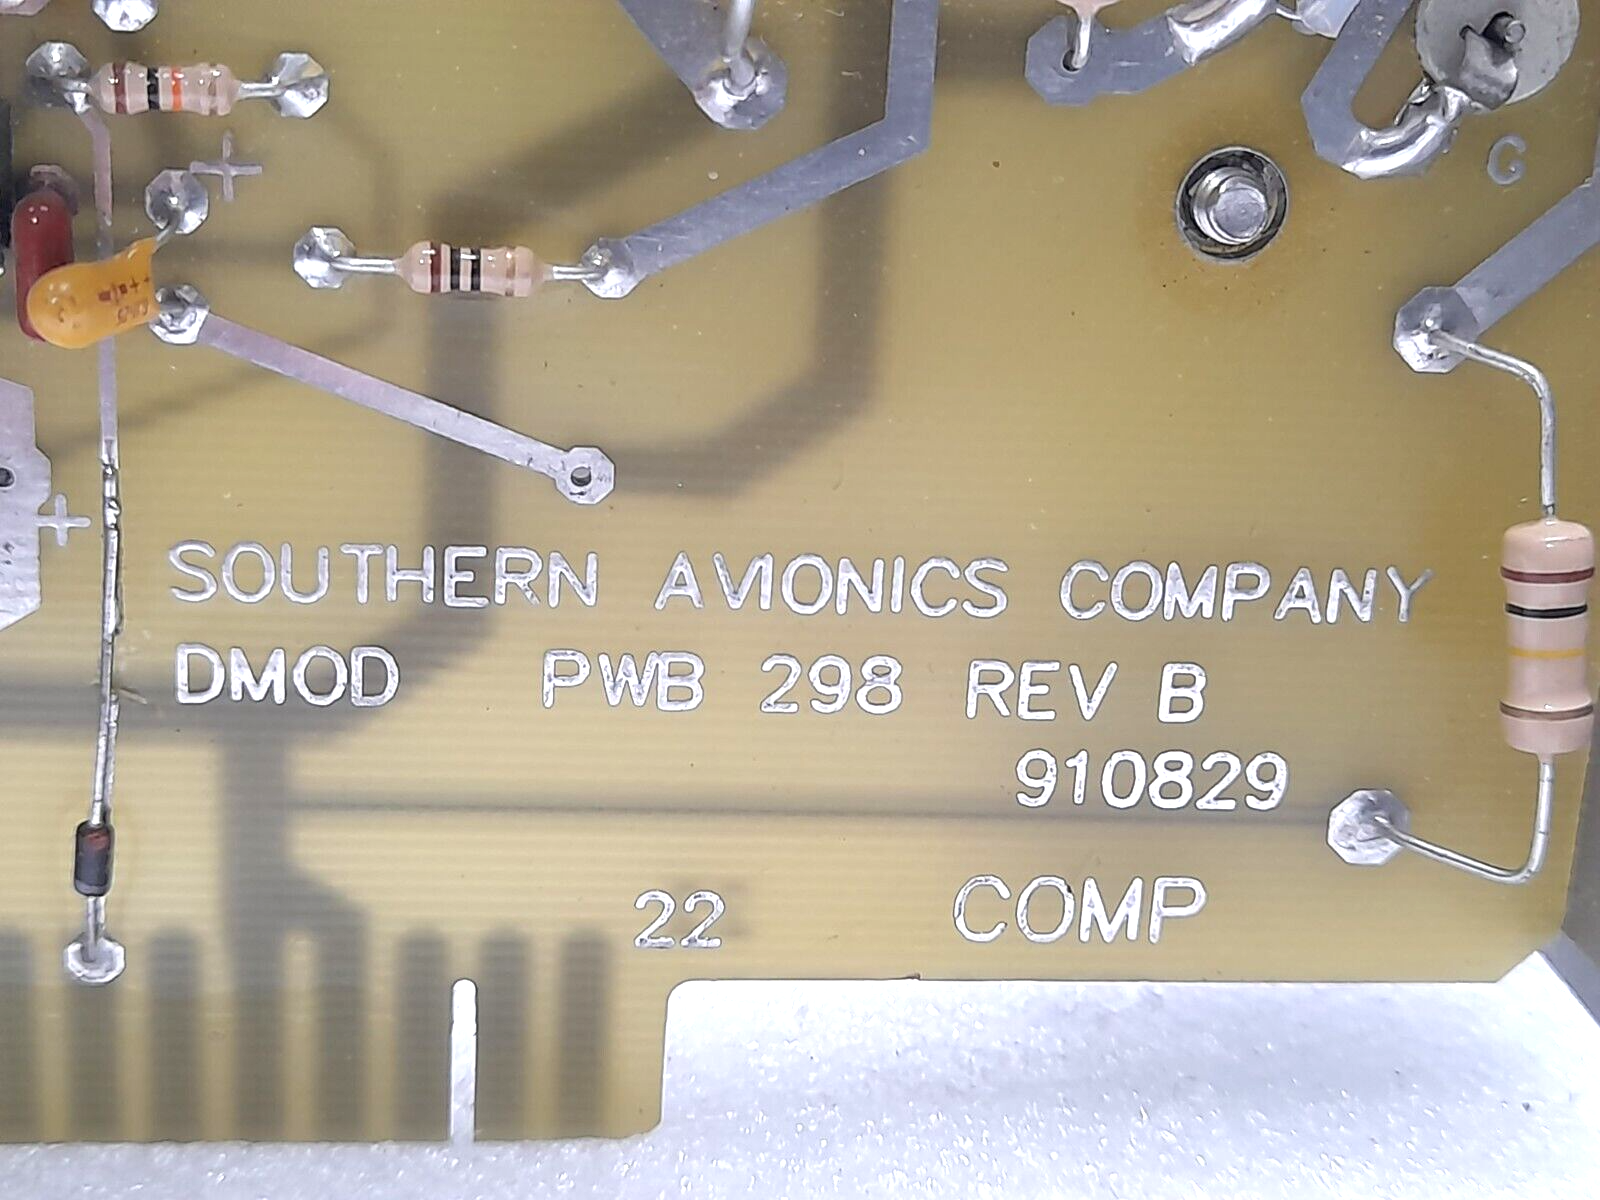 +
G
+
SOUTHERN AVIONICS COMPANY
DMOD PWB 298 REV B
910829
22 COMP